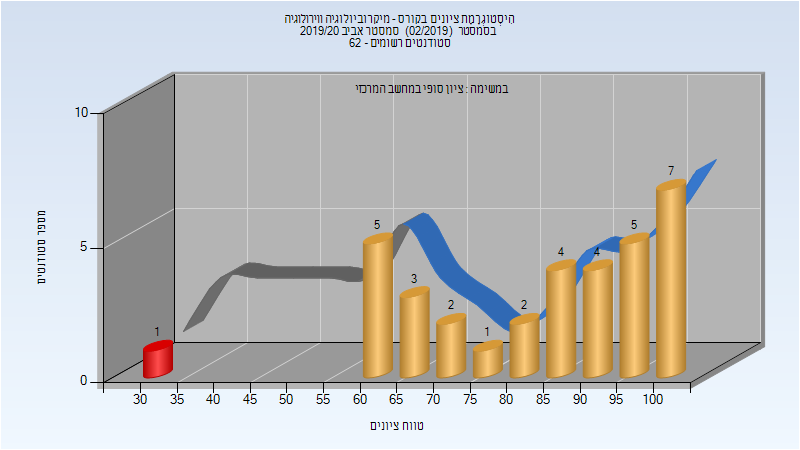 היסטוגרמת ציונים בקורס - מיקרוביולוגיה ווירולוגיה
בסמסטר  (02/2019)  סמסטר אביב 2019/20
סטודנטים רשומים - 62
במשימה : ציון סופי במחשב המרכזי
מספר סטודנטים
10
5
0
1
5
3
2
1
2
4
4
5
7
30 35 40 45 50 55 60 65 70 75 80 85 90 95 100
טווח ציונים